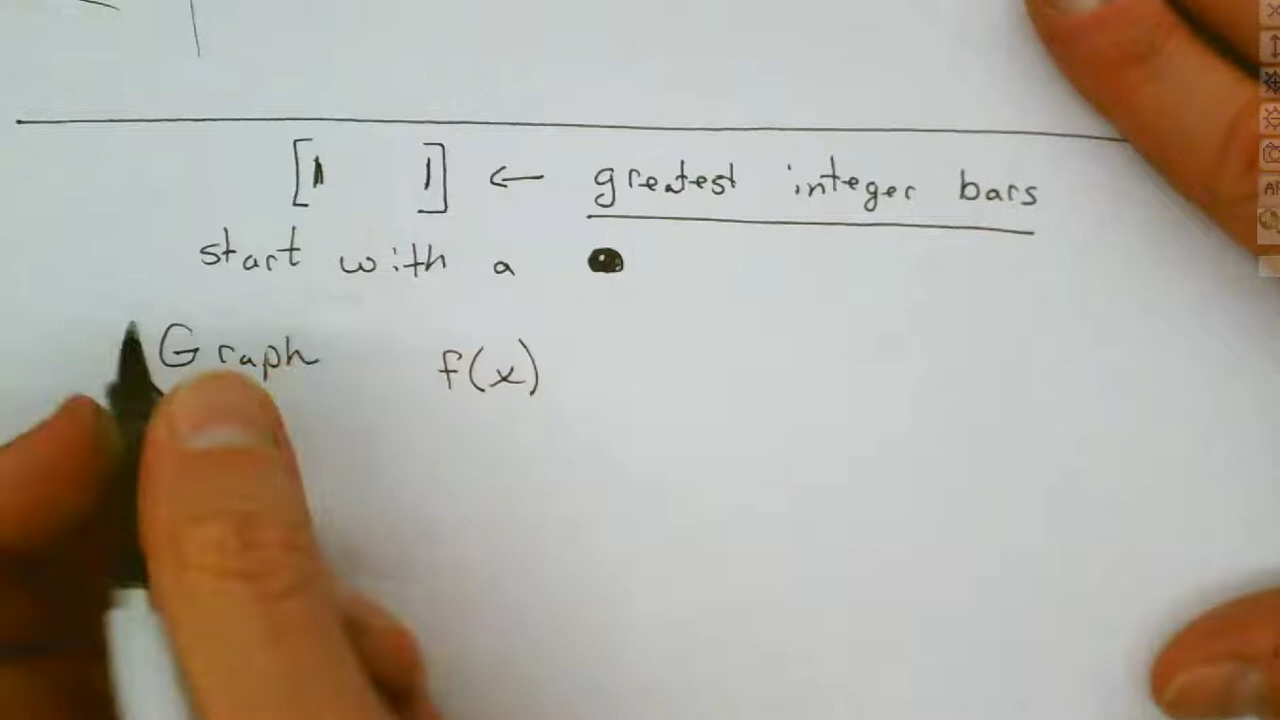 [| |] ← greatest integer bars
start with a ●
Graph f(x)